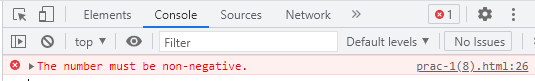 Elements Console Sources Network » 1
top Filter Default levels No Issues
The number must be non-negative. prac-1(8).html:26